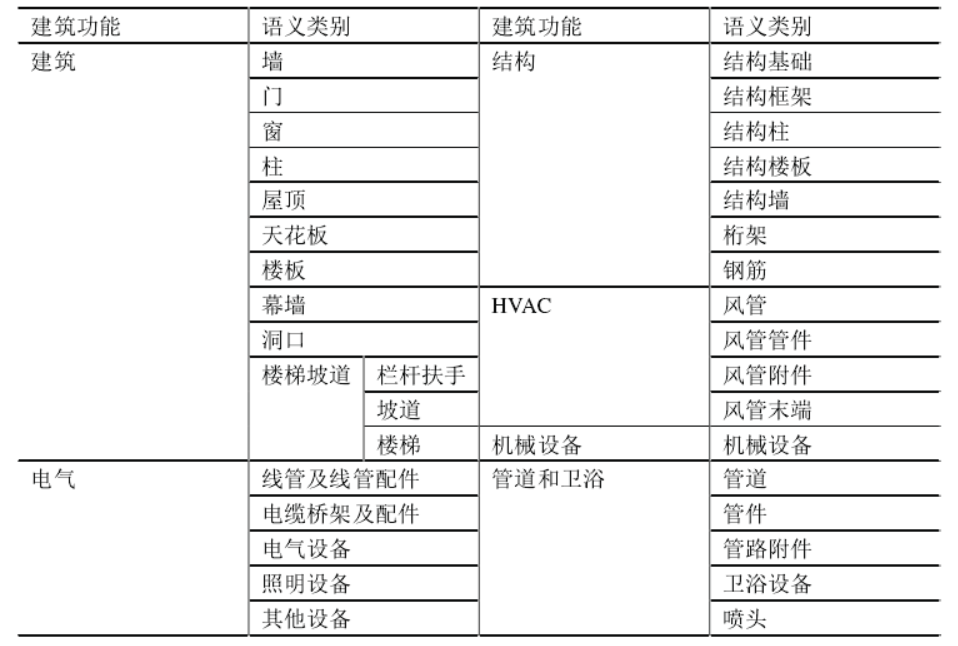 建筑功能 语义类别 建筑功能 语义类别
建筑 墙 结构 结构基础
门 结构框架
窗 结构柱
柱 结构楼板
屋顶 结构墙
天花板 桁架
楼板 钢筋
幕墙 HVAC 风管
洞口 风管管件
楼梯坡道 栏杆扶手 风管附件
坡道 风管末端
楼梯 机械设备 机械设备
电气 线管及线管配件 管道和卫浴 管道
电缆桥架及配件 管件
电气设备 管路附件
照明设备 卫浴设备
其他设备 喷头